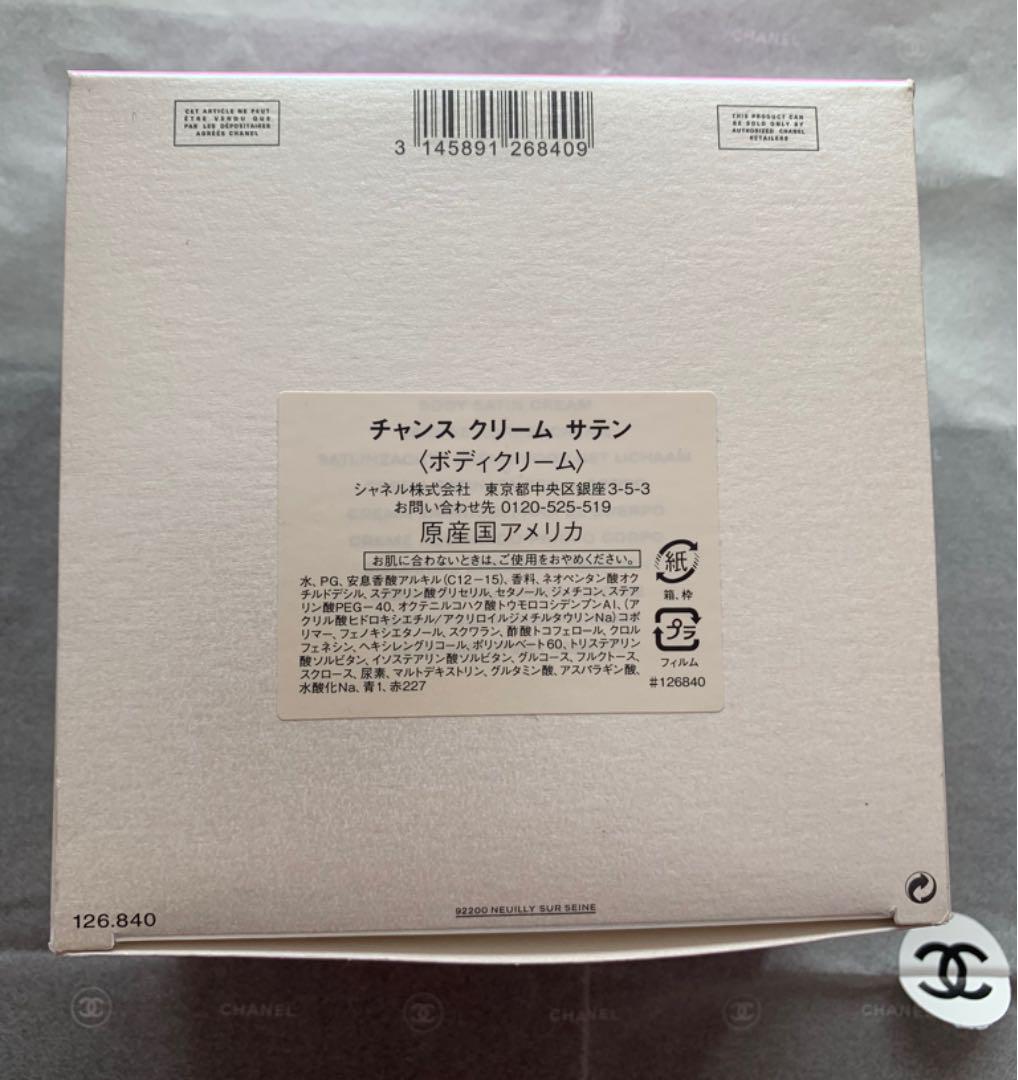 CHANEL
CET ARTICLE NE PEUT
ÊTRE VENDU QUE
PAR LES DÉPOSITAIRES
AGRÉÉS CHANEL
3 145891 268409
THIS PRODUCT CAN
BE SOLD ONLY BY
AUTHORIZED CHANEL
RETAILERS
BODY SATIN CREAM
チャンス クリーム サテン
〈ボディクリーム〉
シャネル株式会社 東京都中央区銀座3-5-3
お問い合わせ先 0120-525-519
原産国アメリカ
お肌に合わないときは、ご使用をおやめください。
水、PG、安息香酸アルキル(C12-15)、香料、ネオペンタン酸オク
チルドデシル、ステアリン酸グリセリル、セタノール、ジメチコン、ステア
リン酸PEG-40、オクテニルコハク酸トウモロコシデンプンAl、(ア
クリル酸ヒドロキシエチル/アクリロイルジメチルタウリンNa)コポ
リマー、フェノキシエタノール、スクワラン、酢酸トコフェロール、クロル
フェネシン、ヘキシレングリコール、ポリソルベート60、トリステアリン
酸ソルビタン、イソステアリン酸ソルビタン、グルコース、フルクトース、
スクロース、尿素、マルトデキストリン、グルタミン酸、アスパラギン酸、
水酸化Na、青1、赤227
紙
箱、枠
プラ
フィルム
#126840
126.840
92200 NEUILLY SUR SEINE
CHANEL
CHANEL
CHANEL